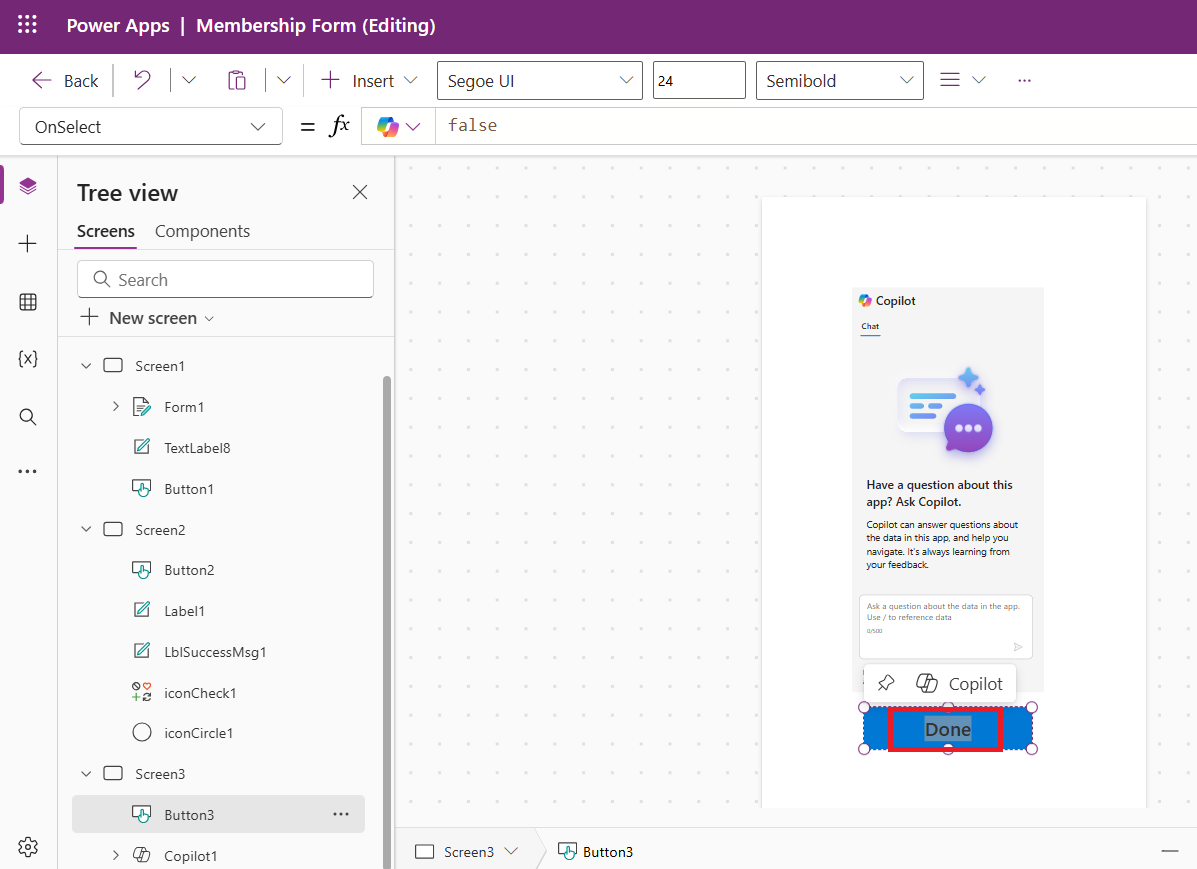 Power Apps | Membership Form (Editing)
Back
Insert
Segoe UI
24
Semibold
OnSelect
= fx
false
Tree view
Screens
Components
Search
New screen
Screen1
Form1
TextLabel8
Button1
Screen2
Button2
Label1
LblSuccessMsg1
iconCheck1
iconCircle1
Screen3
Button3
Copilot1
Copilot
Chat
Have a question about this
app? Ask Copilot.
Copilot can answer questions about
the data in this app, and help you
navigate. It's always learning from
your feedback.
Ask a question about the data in the app.
Use / to reference data
0/500
Copilot
Done
Screen3
Button3